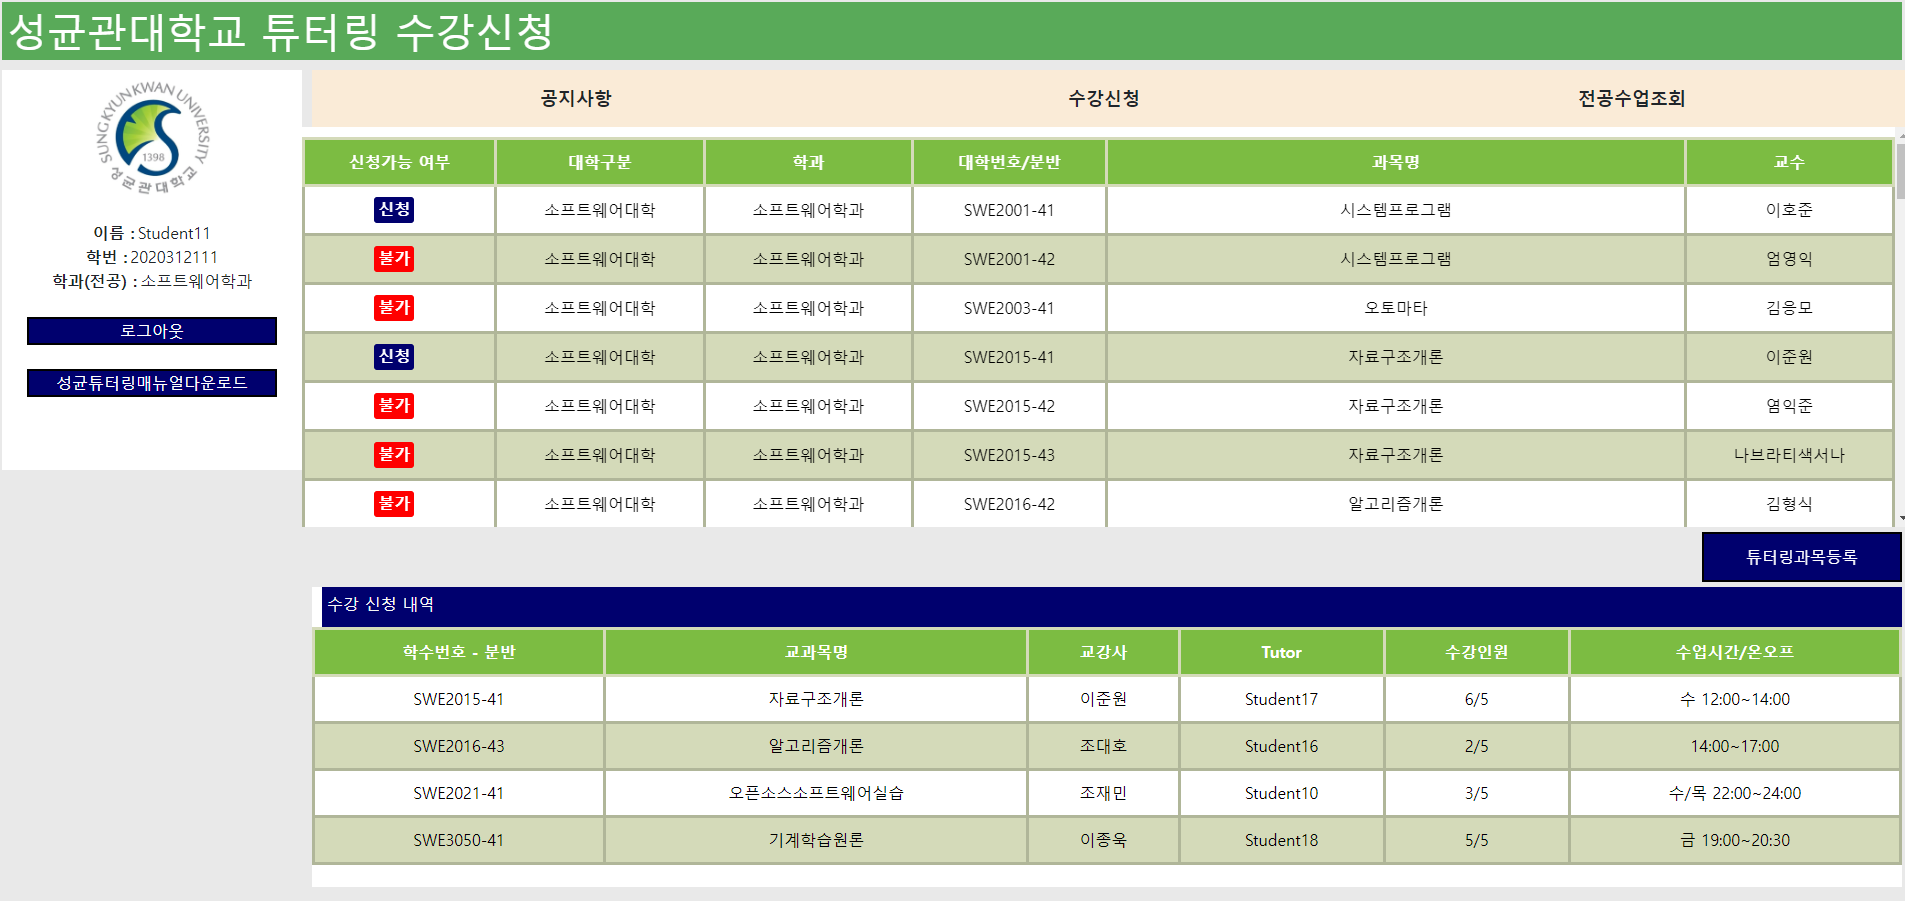 성균관대학교 튜터링 수강신청
SUNGKYUNKWAN UNIVERSITY
1398
성균관대학교
이름 : Student11
학번 : 2020312111
학과(전공) : 소프트웨어학과
로그아웃
성균튜터링매뉴얼다운로드
공지사항 수강신청 전공수업조회
신청가능 여부 대학구분 학과 대학번호/분반 과목명 교수
신청 소프트웨어대학 소프트웨어학과 SWE2001-41 시스템프로그램 이호준
불가 소프트웨어대학 소프트웨어학과 SWE2001-42 시스템프로그램 엄영익
불가 소프트웨어대학 소프트웨어학과 SWE2003-41 오토마타 김응모
신청 소프트웨어대학 소프트웨어학과 SWE2015-41 자료구조개론 이준원
불가 소프트웨어대학 소프트웨어학과 SWE2015-42 자료구조개론 염익준
불가 소프트웨어대학 소프트웨어학과 SWE2015-43 자료구조개론 나브라티색서나
불가 소프트웨어대학 소프트웨어학과 SWE2016-42 알고리즘개론 김형식
튜터링과목등록
수강 신청 내역
학수번호 - 분반 교과목명 교강사 Tutor 수강인원 수업시간/온오프
SWE2015-41 자료구조개론 이준원 Student17 6/5 수 12:00~14:00
SWE2016-43 알고리즘개론 조대호 Student16 2/5 14:00~17:00
SWE2021-41 오픈소스소프트웨어실습 조재민 Student10 3/5 수/목 22:00~24:00
SWE3050-41 기계학습원론 이종욱 Student18 5/5 금 19:00~20:30